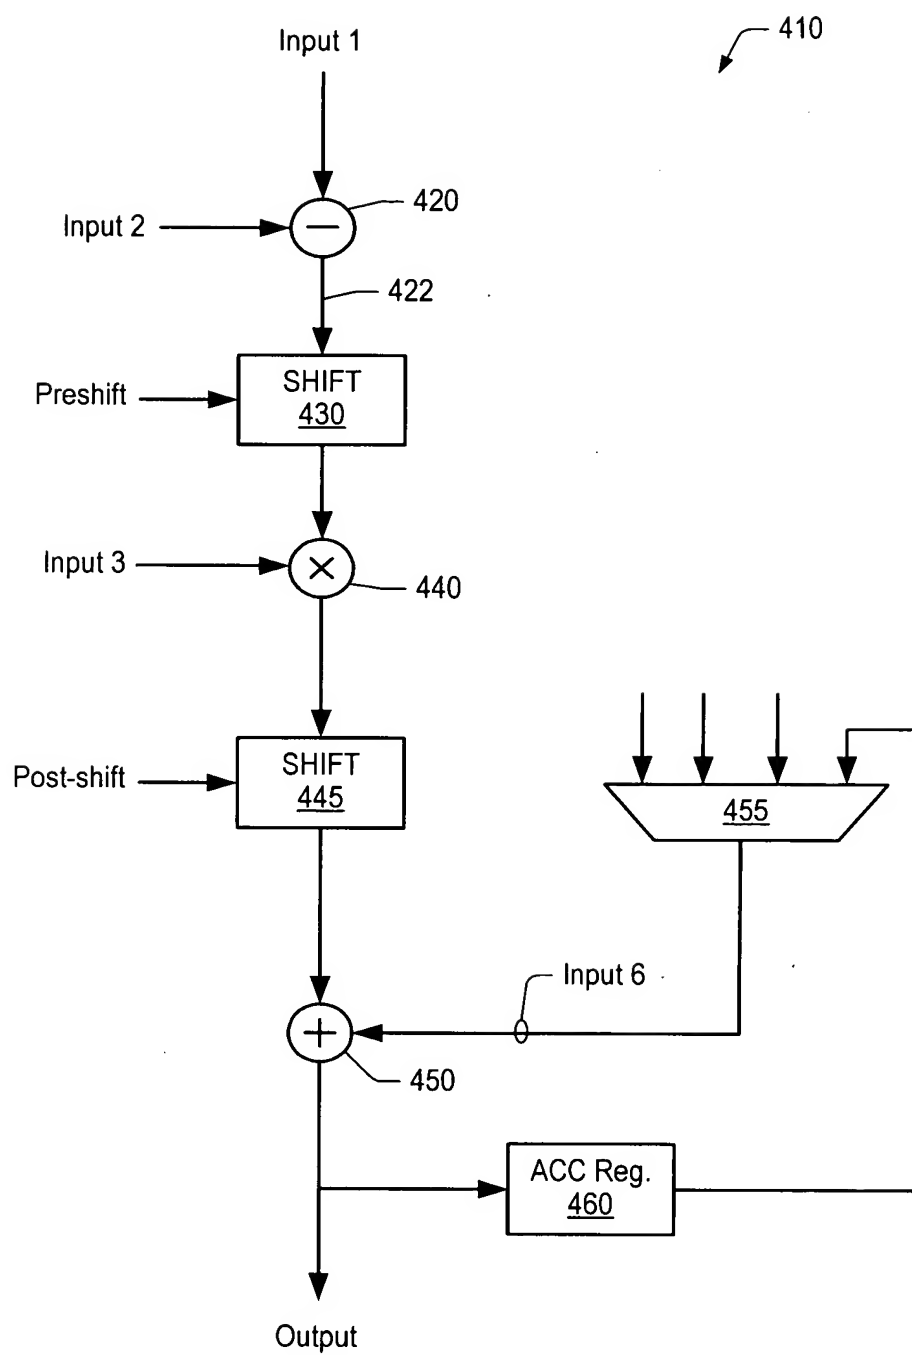 Input 1
410
420
Input 2
−
422
Preshift
SHIFT
430
Input 3
×
440
Post-shift
SHIFT
445
455
Input 6
+
450
ACC Reg.
460
Output